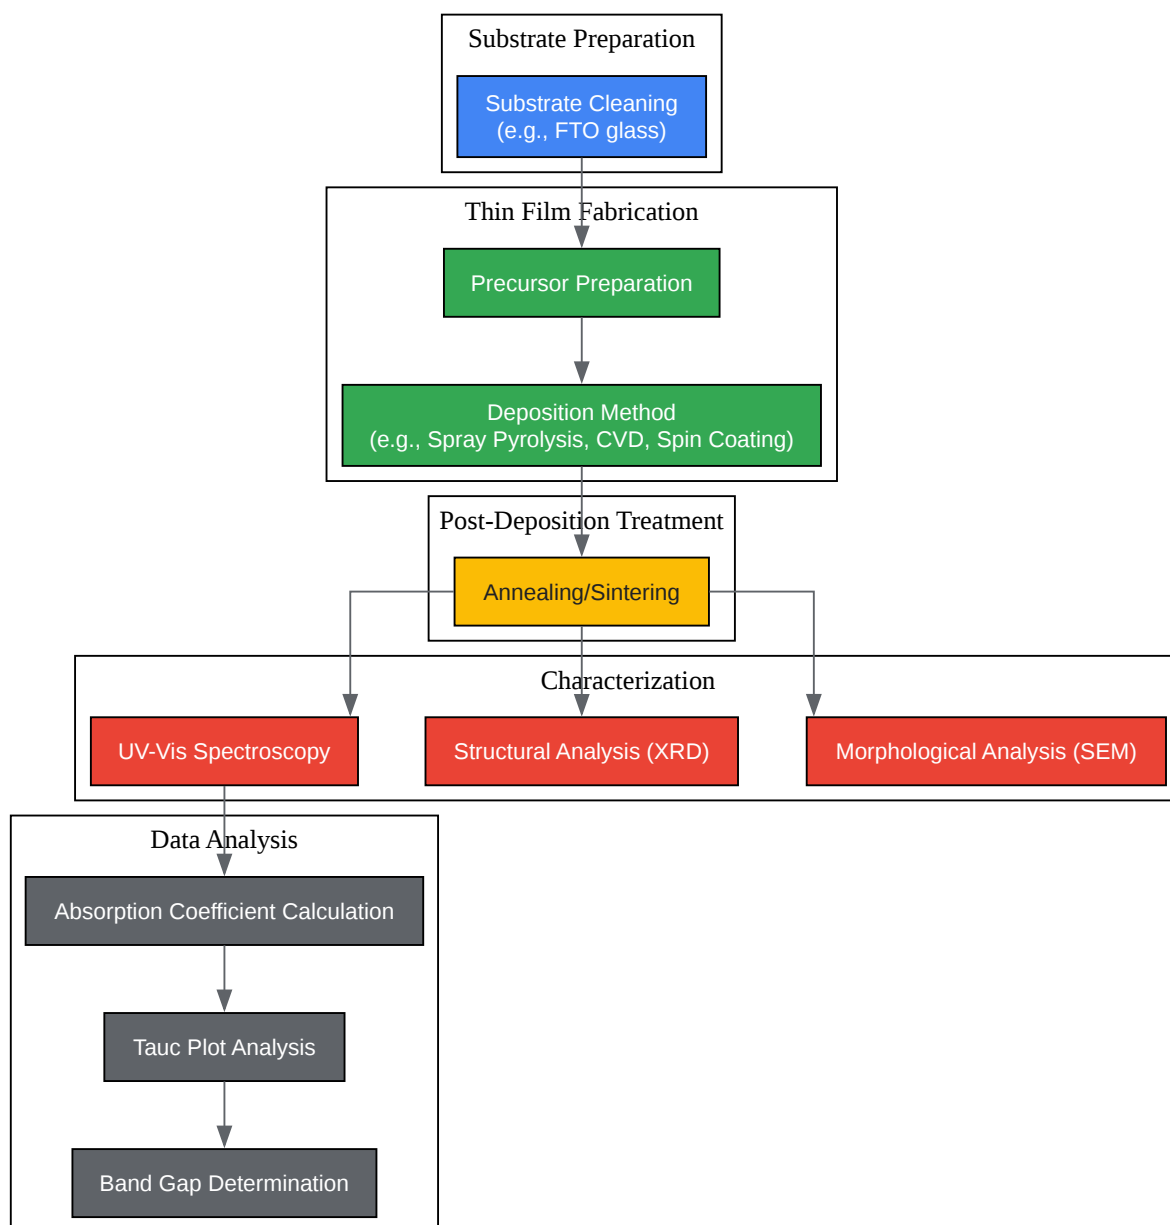 Substrate Preparation
Substrate Cleaning
(e.g., FTO glass)
Thin Film Fabrication
Precursor Preparation
Deposition Method
(e.g., Spray Pyrolysis, CVD, Spin Coating)
Post-Deposition Treatment
Annealing/Sintering
Characterization
UV-Vis Spectroscopy
Structural Analysis (XRD)
Morphological Analysis (SEM)
Data Analysis
Absorption Coefficient Calculation
Tauc Plot Analysis
Band Gap Determination